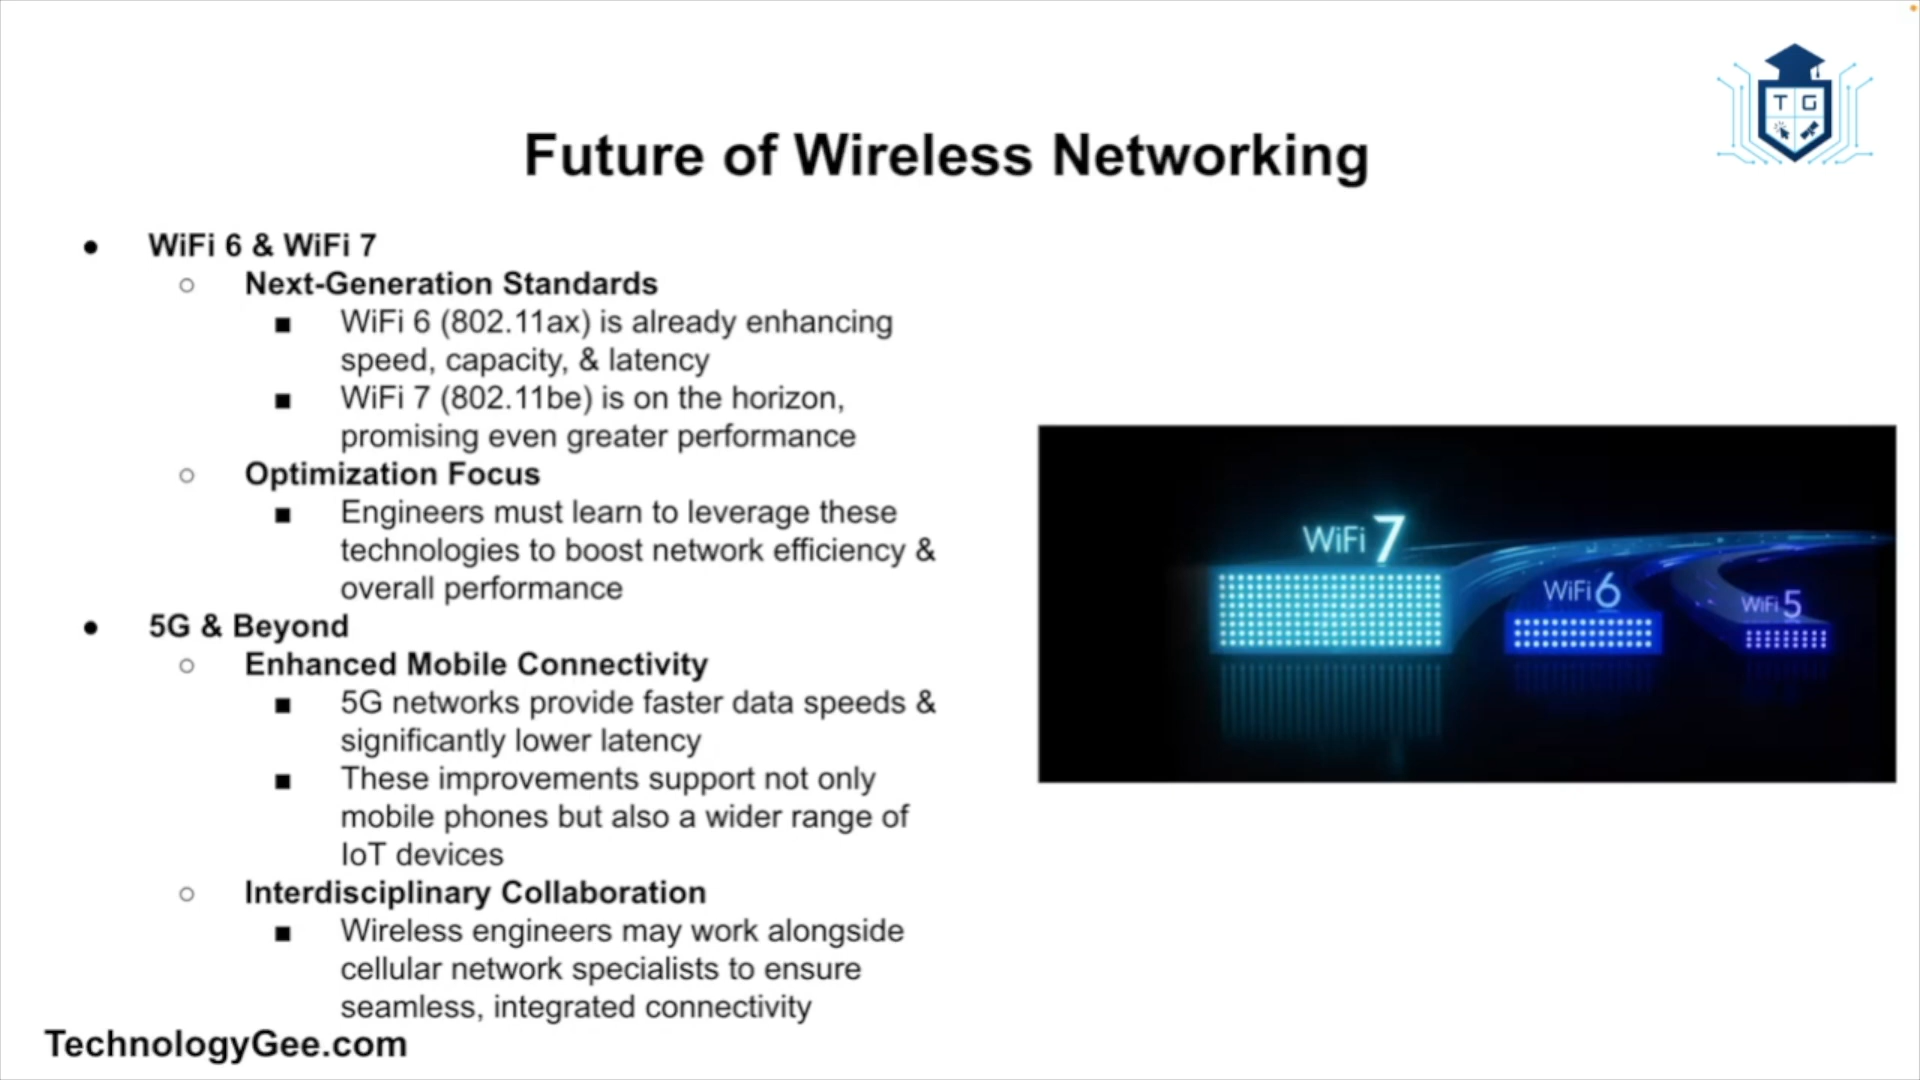 T G
Future of Wireless Networking
● WiFi 6 & WiFi 7
○ Next-Generation Standards
■ WiFi 6 (802.11ax) is already enhancing
speed, capacity, & latency
■ WiFi 7 (802.11be) is on the horizon,
promising even greater performance
○ Optimization Focus
■ Engineers must learn to leverage these
technologies to boost network efficiency &
overall performance
● 5G & Beyond
○ Enhanced Mobile Connectivity
■ 5G networks provide faster data speeds &
significantly lower latency
■ These improvements support not only
mobile phones but also a wider range of
IoT devices
○ Interdisciplinary Collaboration
■ Wireless engineers may work alongside
cellular network specialists to ensure
seamless, integrated connectivity
WiFi 7
WiFi 6
WiFi 5
TechnologyGee.com